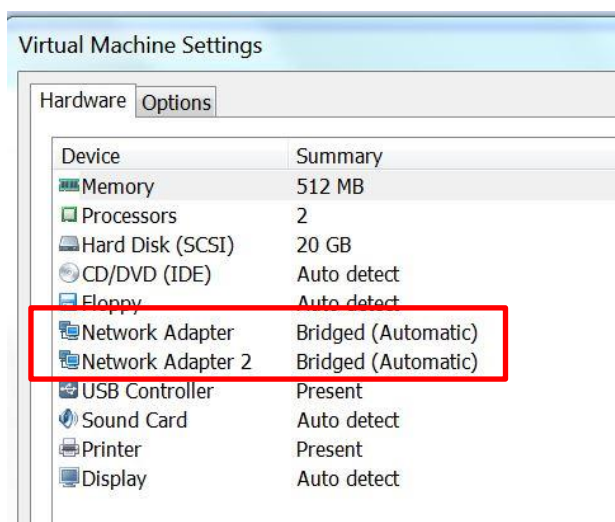 Virtual Machine Settings
Hardware Options
Device Summary
Memory 512 MB
Processors 2
Hard Disk (SCSI) 20 GB
CD/DVD (IDE) Auto detect
Floppy Auto detect
Network Adapter Bridged (Automatic)
Network Adapter 2 Bridged (Automatic)
USB Controller Present
Sound Card Auto detect
Printer Present
Display Auto detect